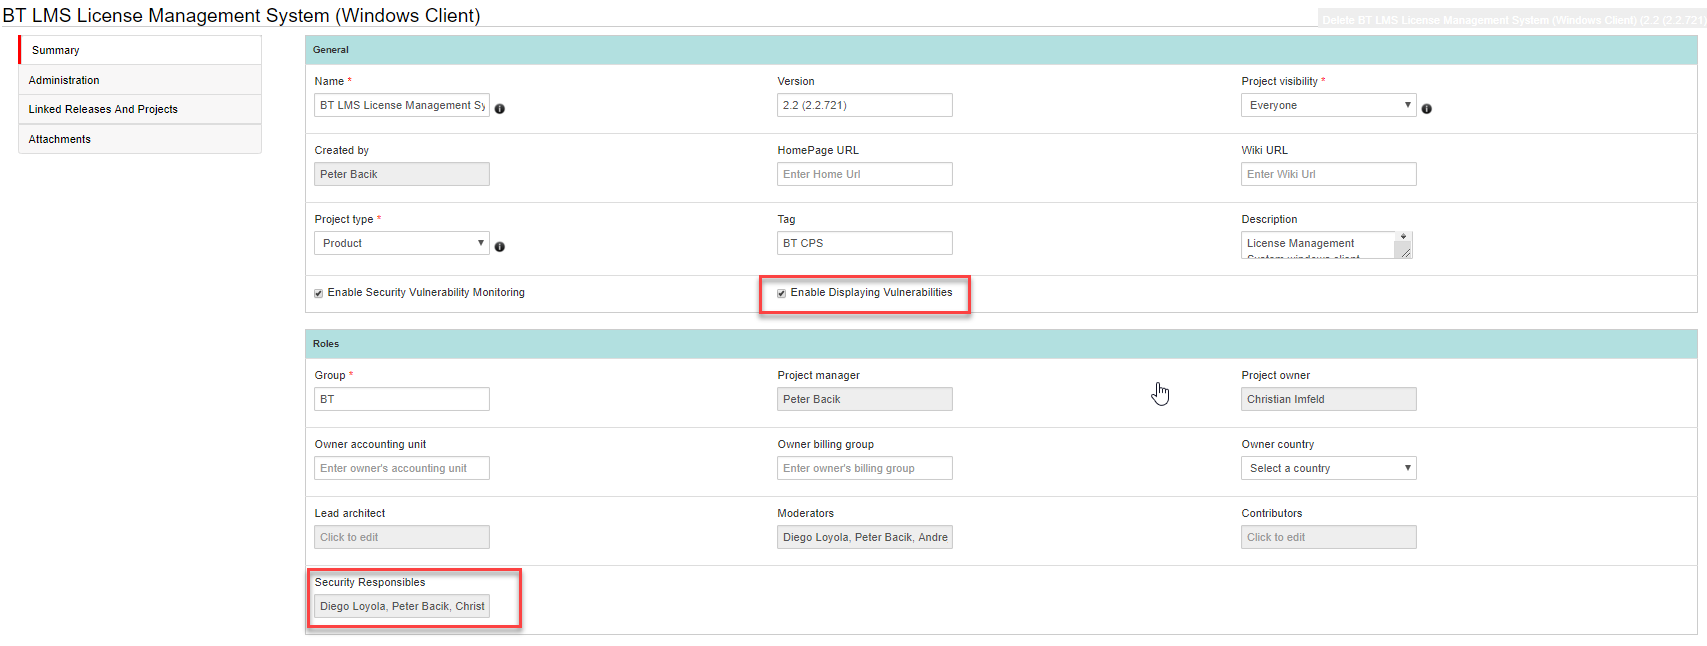 BT LMS License Management System (Windows Client)
Delete BT LMS License Management System (Windows Client) (2.2 (2.2.721)
Summary
Administration
Linked Releases And Projects
Attachments
General
Name *
Version
Project visibility *
BT LMS License Management Sy
2.2 (2.2.721)
Everyone
Created by
HomePage URL
Wiki URL
Peter Bacik
Enter Home Url
Enter Wiki Url
Project type *
Tag
Description
Product
BT CPS
License Management
System windows client
Enable Security Vulnerability Monitoring
Enable Displaying Vulnerabilities
Roles
Group *
Project manager
Project owner
BT
Peter Bacik
Christian Imfeld
Owner accounting unit
Owner billing group
Owner country
Enter owner's accounting unit
Enter owner's billing group
Select a country
Lead architect
Moderators
Contributors
Click to edit
Diego Loyola, Peter Bacik, Andre
Click to edit
Security Responsibles
Diego Loyola, Peter Bacik, Christ